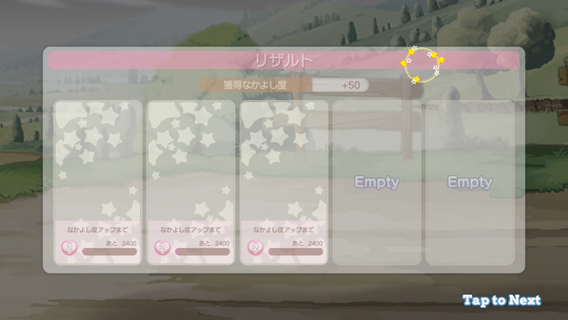 リザルト
獲得なかよし度 +50
Empty
Empty
なかよし度アップまで
あと 2400
なかよし度アップまで
あと 2400
なかよし度アップまで
あと 2400
Tap to Next